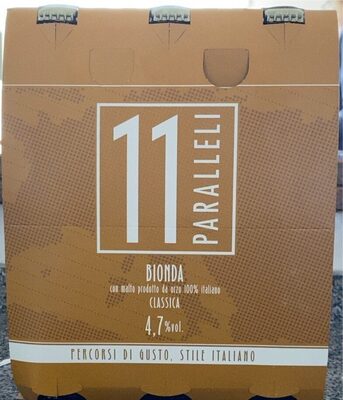 11
PARALLELI
BIONDA
con malto prodotto da orzo 100% italiano
CLASSICA
4,7%vol.
PERCORSI DI GUSTO, STILE ITALIANO